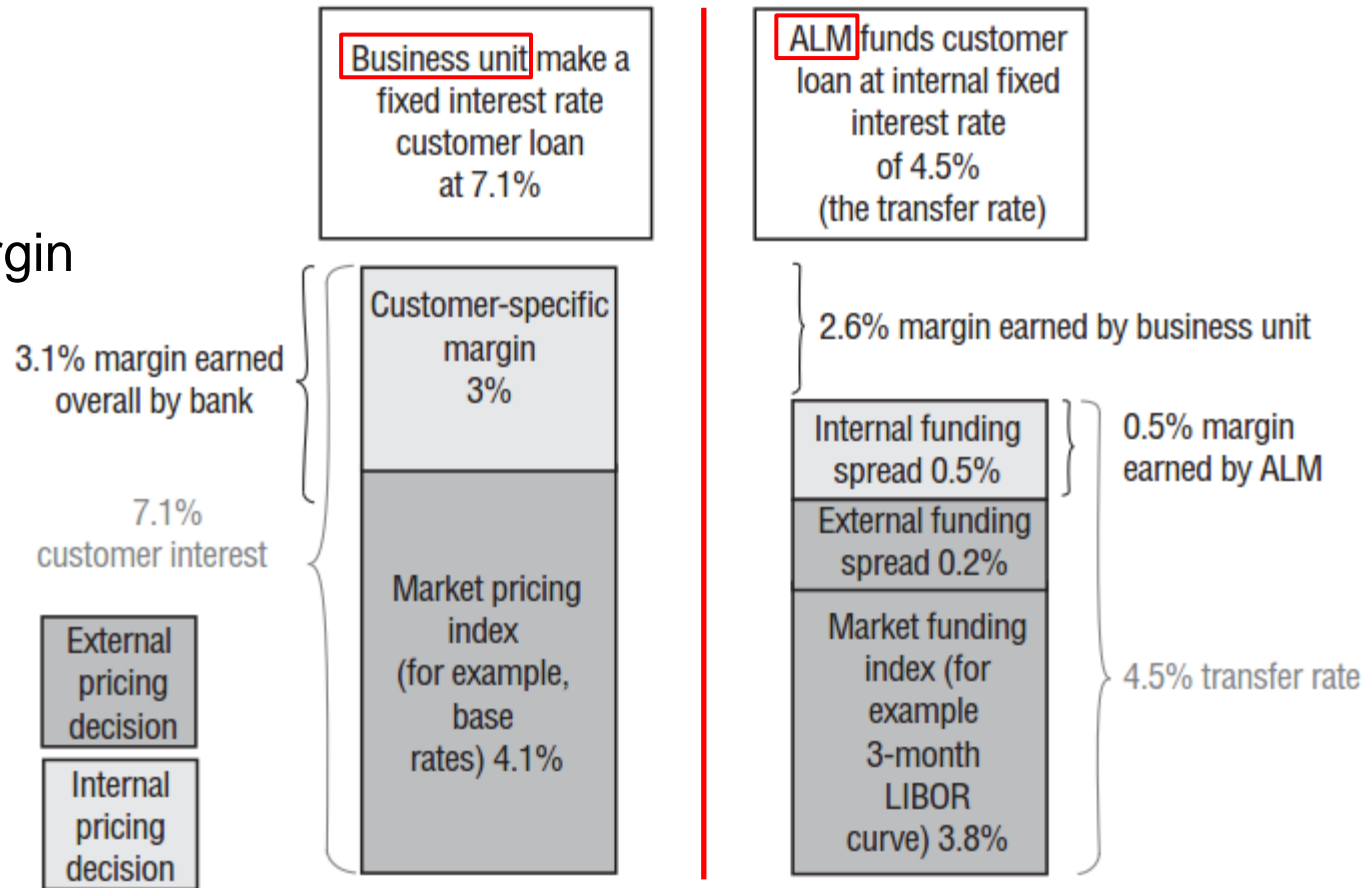 Business unit make a
fixed interest rate
customer loan
at 7.1%
ALM funds customer
loan at internal fixed
interest rate
of 4.5%
(the transfer rate)
rgin
3.1% margin earned
overall by bank
7.1%
customer interest
Customer-specific
margin
3%
Market pricing
index
(for example,
base
rates) 4.1%
External
pricing
decision
Internal
pricing
decision
2.6% margin earned by business unit
Internal funding
spread 0.5%
0.5% margin
earned by ALM
External funding
spread 0.2%
Market funding
index (for
example
3-month
LIBOR
curve) 3.8%
4.5% transfer rate